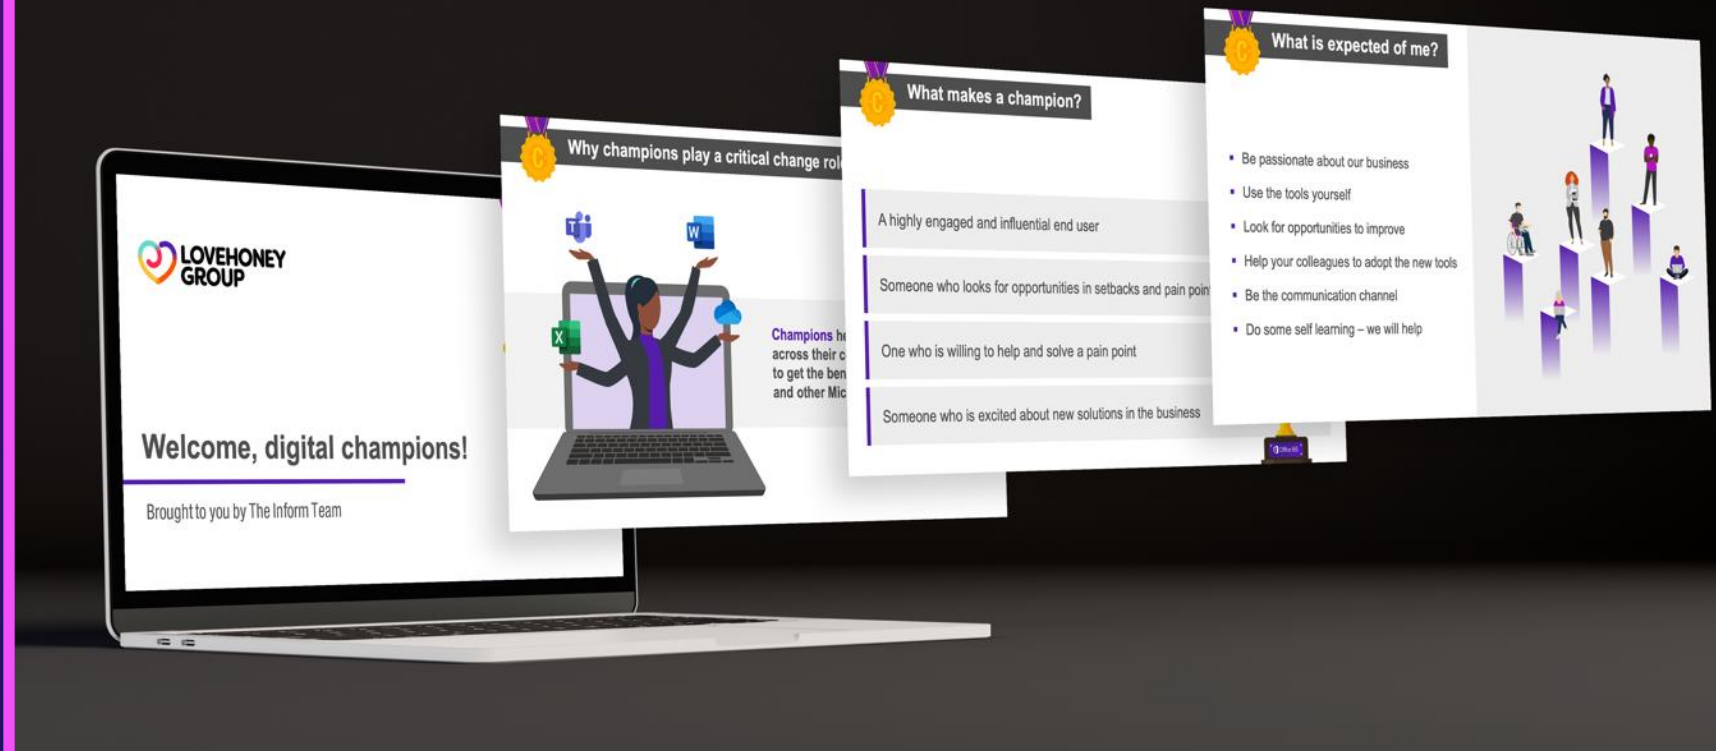 LOVEHONEY
GROUP
Welcome, digital champions!
Brought to you by The Inform Team
Why champions play a critical change
T
W
X
Champions
across their
to get the
and other
What makes a champion?
A highly engaged and influential end user
Someone who looks for opportunities in setbacks and pain
One who is willing to help and solve a pain point
Someone who is excited about new solutions in the business
Office 365
What is expected of me?
▪ Be passionate about our business
▪ Use the tools yourself
▪ Look for opportunities to improve
▪ Help your colleagues to adopt the new tools
▪ Be the communication channel
▪ Do some self learning – we will help